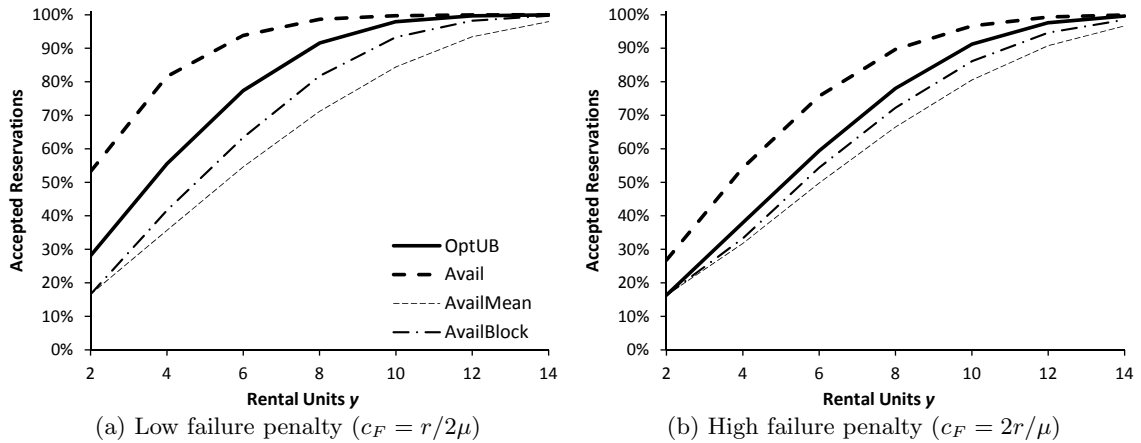 100%
90%
80%
70%
60%
50%
40%
30%
20%
10%
0%
Accepted Reservations
OptUB
Avail
AvailMean
AvailBlock
2 4 6 8 10 12 14
Rental Units y
(a) Low failure penalty (c_F = r/2μ)
100%
90%
80%
70%
60%
50%
40%
30%
20%
10%
0%
Accepted Reservations
2 4 6 8 10 12 14
Rental Units y
(b) High failure penalty (c_F = 2r/μ)